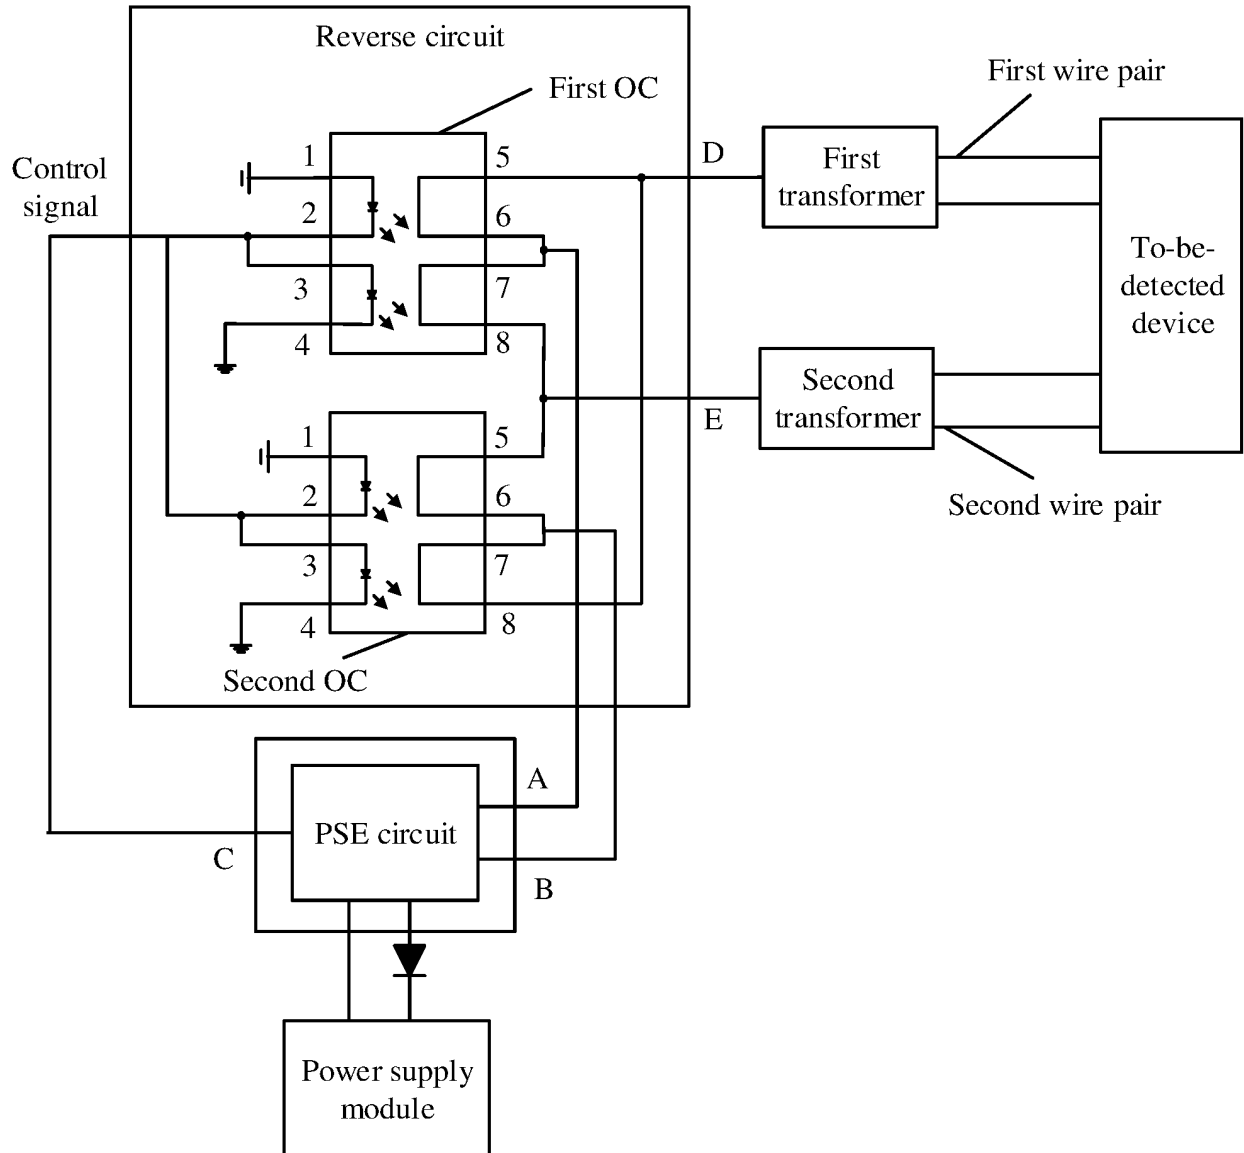 Reverse circuit
First OC
First wire pair
Control
signal
1
2
3
4
5
6
7
8
D
First
transformer
To-be-
detected
device
E
Second
transformer
Second wire pair
1
2
3
4
5
6
7
8
Second OC
A
PSE circuit
C
B
Power supply
module